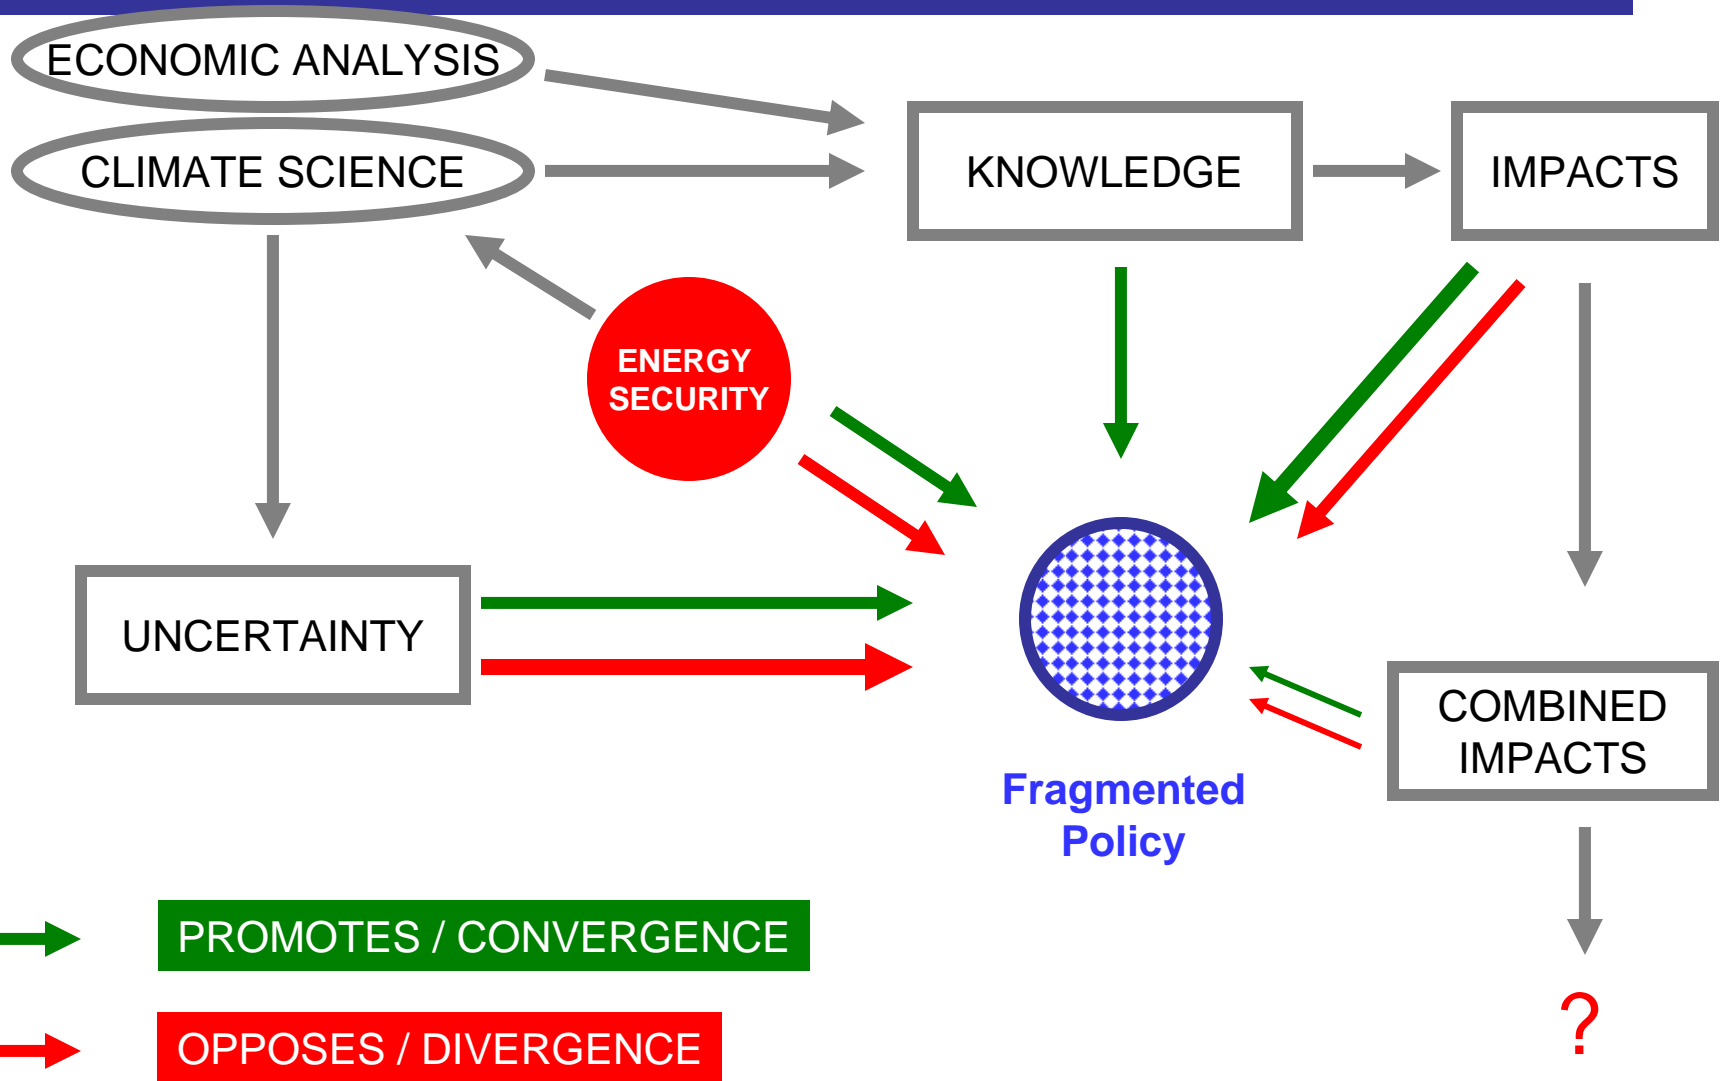 ECONOMIC ANALYSIS
CLIMATE SCIENCE
KNOWLEDGE
IMPACTS
ENERGY
SECURITY
UNCERTAINTY
COMBINED
IMPACTS
Fragmented
Policy
PROMOTES / CONVERGENCE
OPPOSES / DIVERGENCE
?